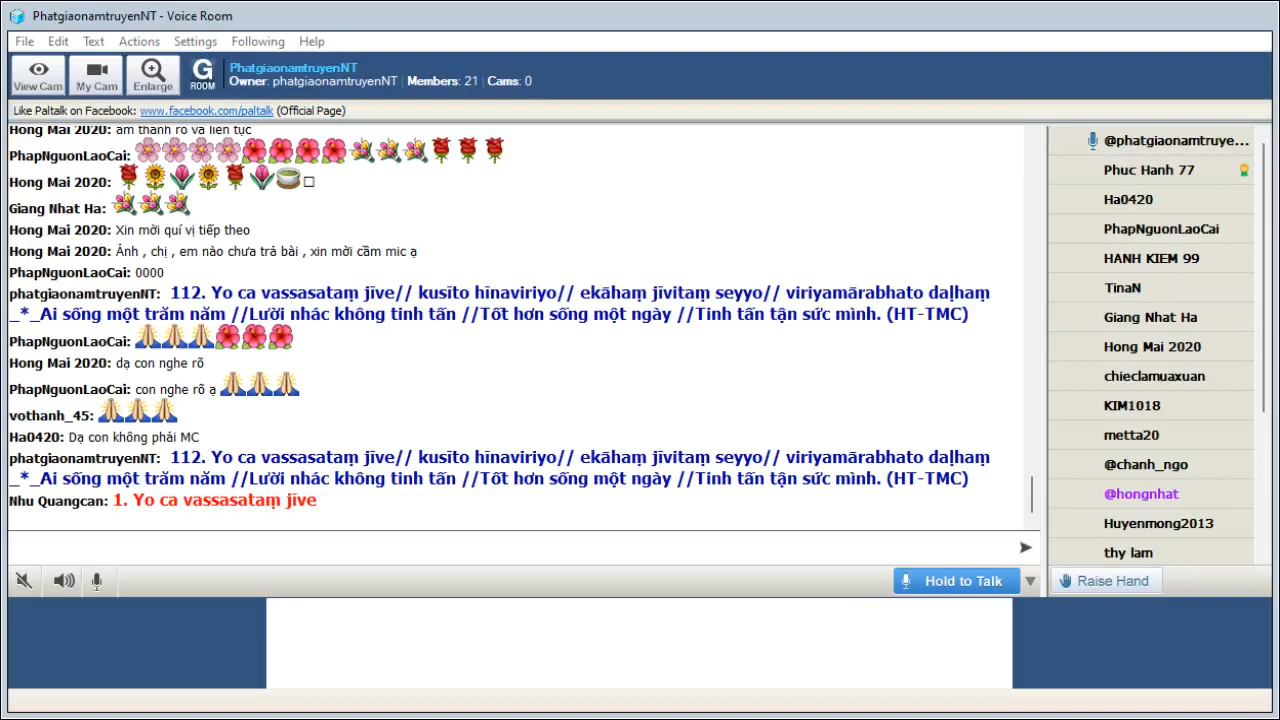 PhatgiaonamtruyenNT - Voice Room
File Edit Text Actions Settings Following Help
View Cam My Cam Enlarge G ROOM
PhatgiaonamtruyenNT
Owner: phatgiaonamtruyenNT Members: 21 Cams: 0
Like Paltalk on Facebook: www.facebook.com/paltalk (Official Page)
Hong Mai 2020: âm thanh rõ và liên tục
PhapNguonLaoCai:
Hong Mai 2020:
Giang Nhat Ha:
Hong Mai 2020: Xin mời quí vị tiếp theo
Hong Mai 2020: Anh , chị , em nào chưa trả bài , xin mời cầm mic ạ
PhapNguonLaoCai: 0000
phatgiaonamtruyenNT: 112. Yo ca vassasataṃ jīve// kusīto hīnaviriyo// ekāhaṃ jīvitaṃ seyyo// viriyamārabhato daḷhaṃ
_*_Ai sống một trăm năm //Lười nhác không tinh tấn //Tốt hơn sống một ngày //Tinh tấn tận sức mình. (HT-TMC)
PhapNguonLaoCai:
Hong Mai 2020: dạ con nghe rõ
PhapNguonLaoCai: con nghe rõ ạ
vothanh_45:
Ha0420: Dạ con không phải MC
phatgiaonamtruyenNT: 112. Yo ca vassasataṃ jīve// kusīto hīnaviriyo// ekāhaṃ jīvitaṃ seyyo// viriyamārabhato daḷhaṃ
_*_Ai sống một trăm năm //Lười nhác không tinh tấn //Tốt hơn sống một ngày //Tinh tấn tận sức mình. (HT-TMC)
Nhu Quangcan: 1. Yo ca vassasataṃ jīve
Hold to Talk
@phatgiaonamtruye...
Phuc Hanh 77
Ha0420
PhapNguonLaoCai
HANH KIEM 99
TinaN
Giang Nhat Ha
Hong Mai 2020
chieclamuaxuan
KIM1018
metta20
@chanh_ngo
@hongnhat
Huyenmong2013
thy lam
Raise Hand